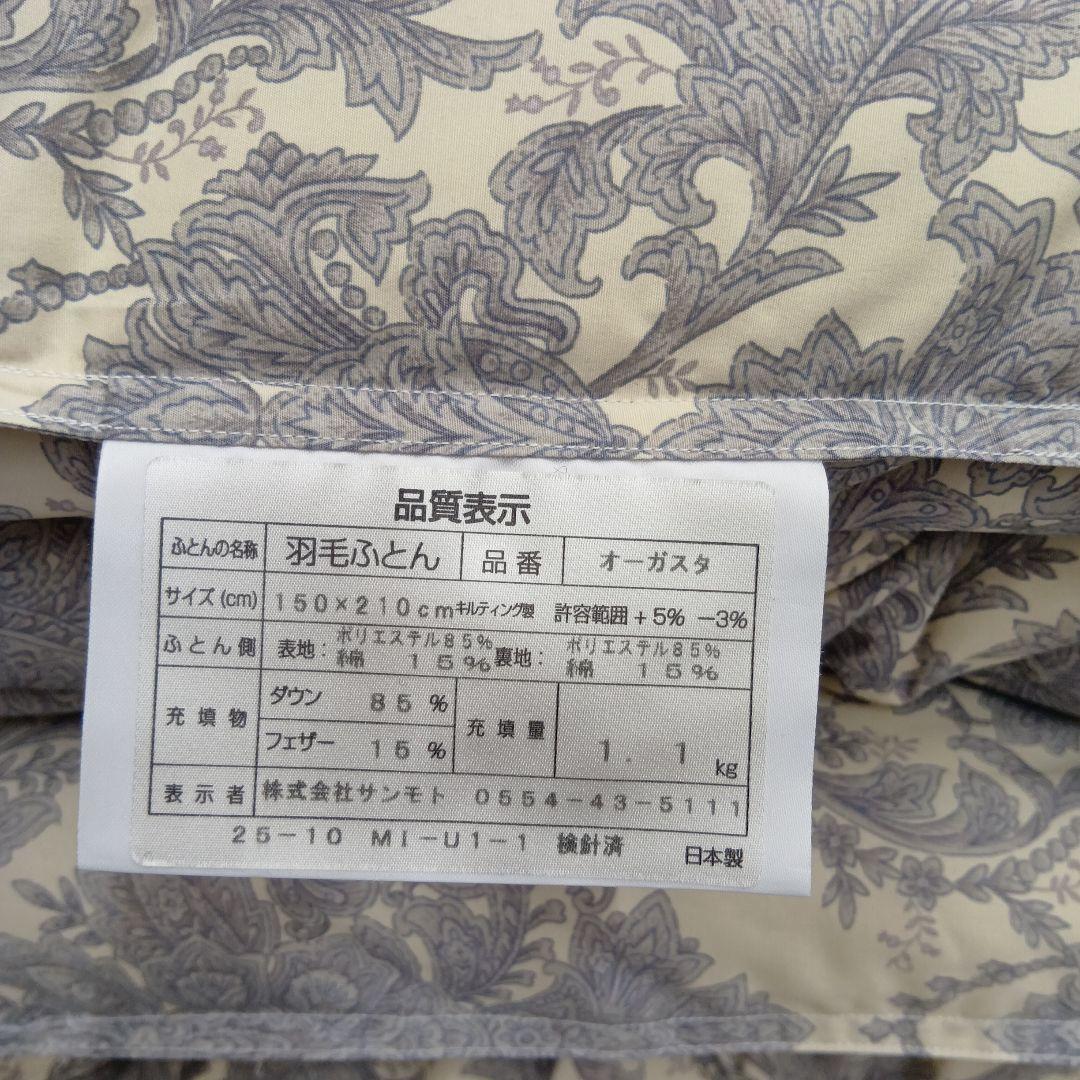 品質表示
ふとんの名称 羽毛ふとん 品番 オーガスタ
サイズ(cm) 150×210cmキルティング製 許容範囲+5% −3%
ふとん側 表地: ポリエステル85% 綿 15% 裏地: ポリエステル85% 綿 15%
充填物 ダウン 85% 充填量 1.1kg
フェザー 15%
表示者 株式会社サンモト 0554-43-5111
25-10 MI-U1-1 検針済 日本製